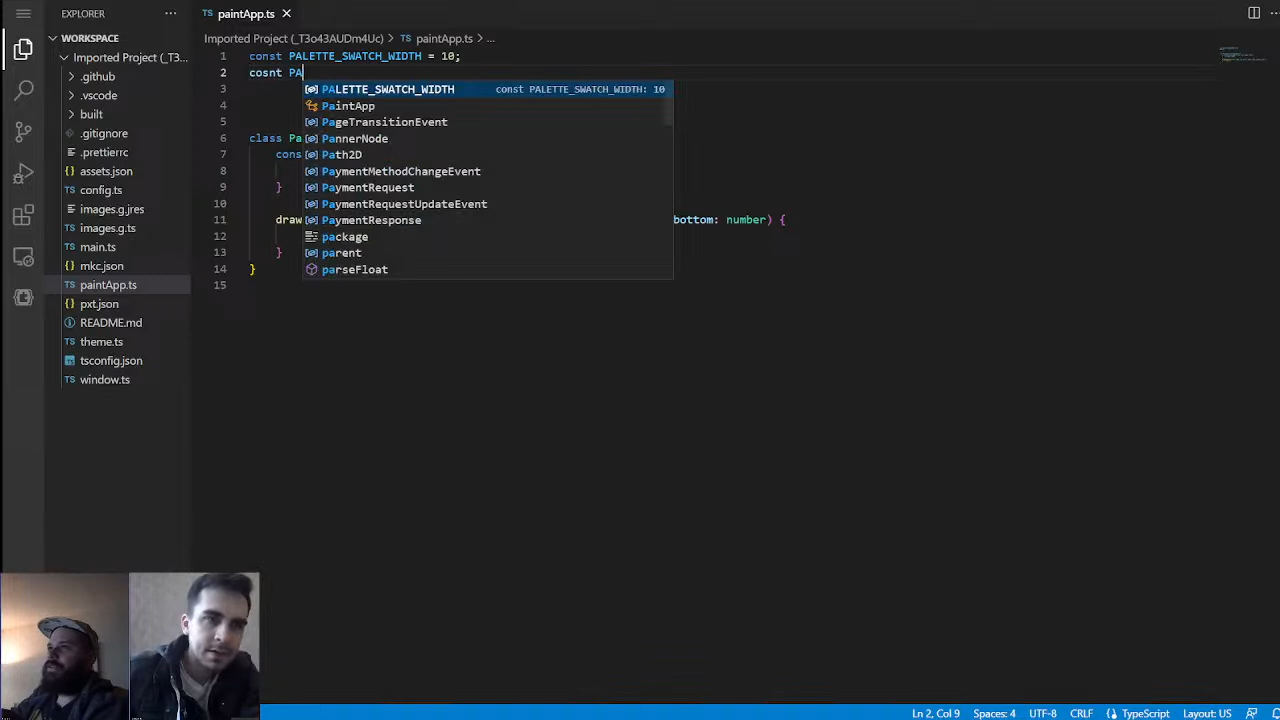 EXPLORER
WORKSPACE
Imported Project (_T3...
.github
.vscode
built
.gitignore
.prettierrc
assets.json
config.ts
images.g.jres
images.g.ts
main.ts
mkc.json
paintApp.ts
pxt.json
README.md
theme.ts
tsconfig.json
window.ts
TS paintApp.ts
Imported Project (_T3o43AUDm4Uc) > TS paintApp.ts > ...
1 const PALETTE_SWATCH_WIDTH = 10;
2 cosnt PA
3
4
5
6 class Pa
7 cons
8
9 }
10
11 draw bottom: number) {
12
13 }
14 }
15
PALETTE_SWATCH_WIDTH const PALETTE_SWATCH_WIDTH: 10
PaintApp
PageTransitionEvent
PannerNode
Path2D
PaymentMethodChangeEvent
PaymentRequest
PaymentRequestUpdateEvent
PaymentResponse
package
parent
parseFloat
Ln 2, Col 9 Spaces: 4 UTF-8 CRLF TypeScript Layout: US